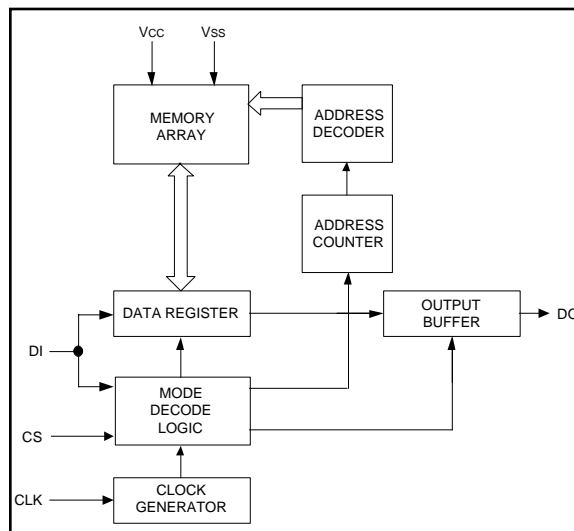 Vcc Vss
MEMORY
ARRAY
ADDRESS
DECODER
ADDRESS
COUNTER
DATA REGISTER
OUTPUT
BUFFER
DO
DI
MODE
DECODE
LOGIC
CS
CLK
CLOCK
GENERATOR